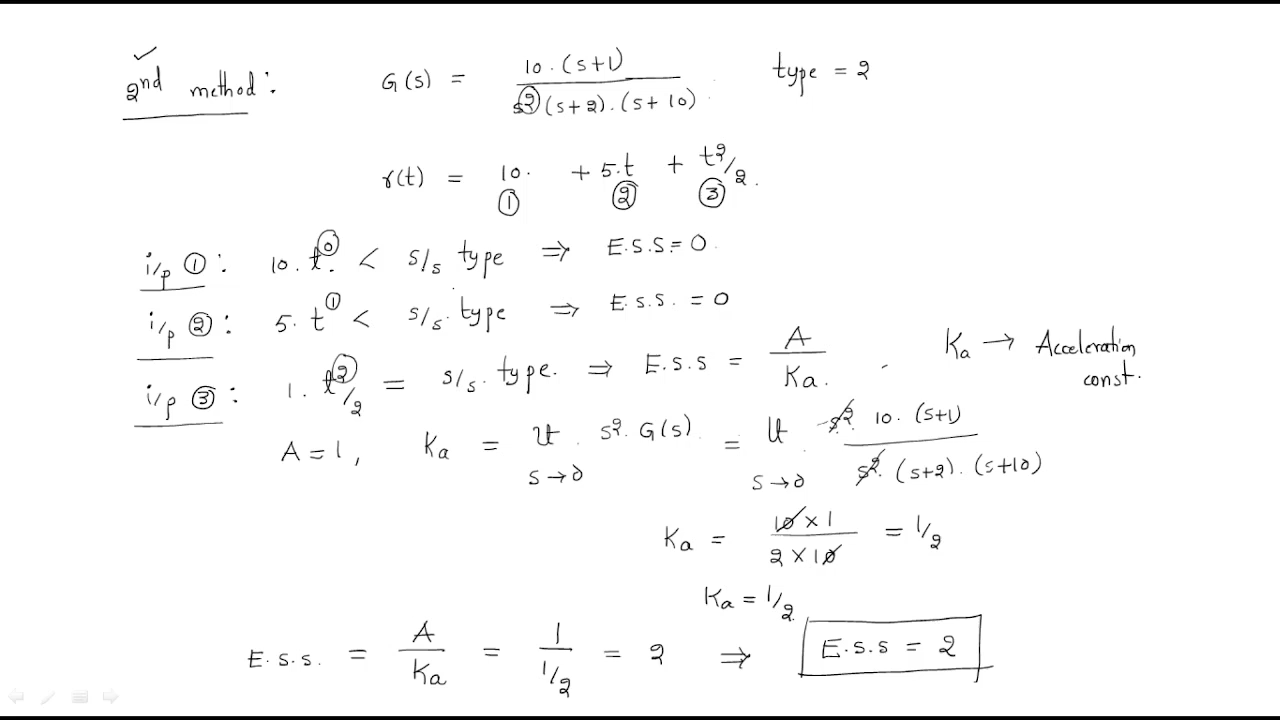 2nd method: G(s) = 10.(s+1) / s²(s+2).(s+10) type = 2
r(t) = 10. + 5.t + t²/2.
① ② ③
i/p ①: 10.t⁰. < s/s type ⇒ E.S.S = 0.
i/p ②: 5. t¹ < s/s. type ⇒ E.S.S. = 0
i/p ③: 1. t²/2 = s/s. type. ⇒ E.S.S = A/Ka. , Ka → Acceleration const.
A = 1, Ka = lt s→0 . s². G(s). = lt s→0 s². 10. (s+1) / s². (s+2). (s+10)
Ka = 10 × 1 / 2 × 10 = 1/2
Ka = 1/2.
E.S.S. = A/Ka = 1 / 1/2 = 2 ⇒ E.S.S = 2